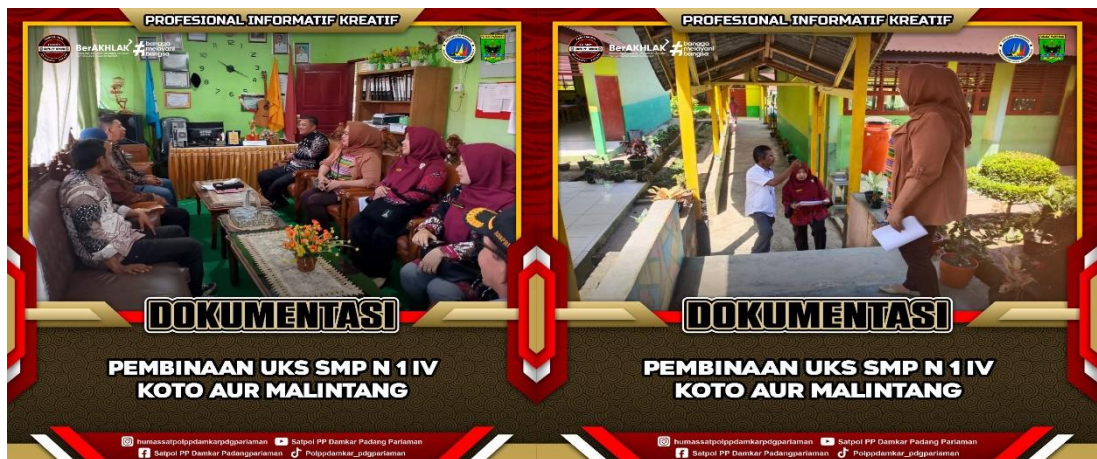 PROFESIONAL INFORMATIF KREATIF
BerAKHLAK
bangga
melayani
bangsa
DOKUMENTASI
PEMBINAAN UKS SMP N 1 IV
KOTO AUR MALINTANG
humassatpolppdamkarpdgpariaman Satpol PP Damkar Padang Pariaman
Satpol PP Damkar Padangpariaman Polppdamkar_pdgpariaman
PROFESIONAL INFORMATIF KREATIF
BerAKHLAK
bangga
melayani
bangsa
DOKUMENTASI
PEMBINAAN UKS SMP N 1 IV
KOTO AUR MALINTANG
humassatpolppdamkarpdgpariaman Satpol PP Damkar Padang Pariaman
Satpol PP Damkar Padangpariaman Polppdamkar_pdgpariaman